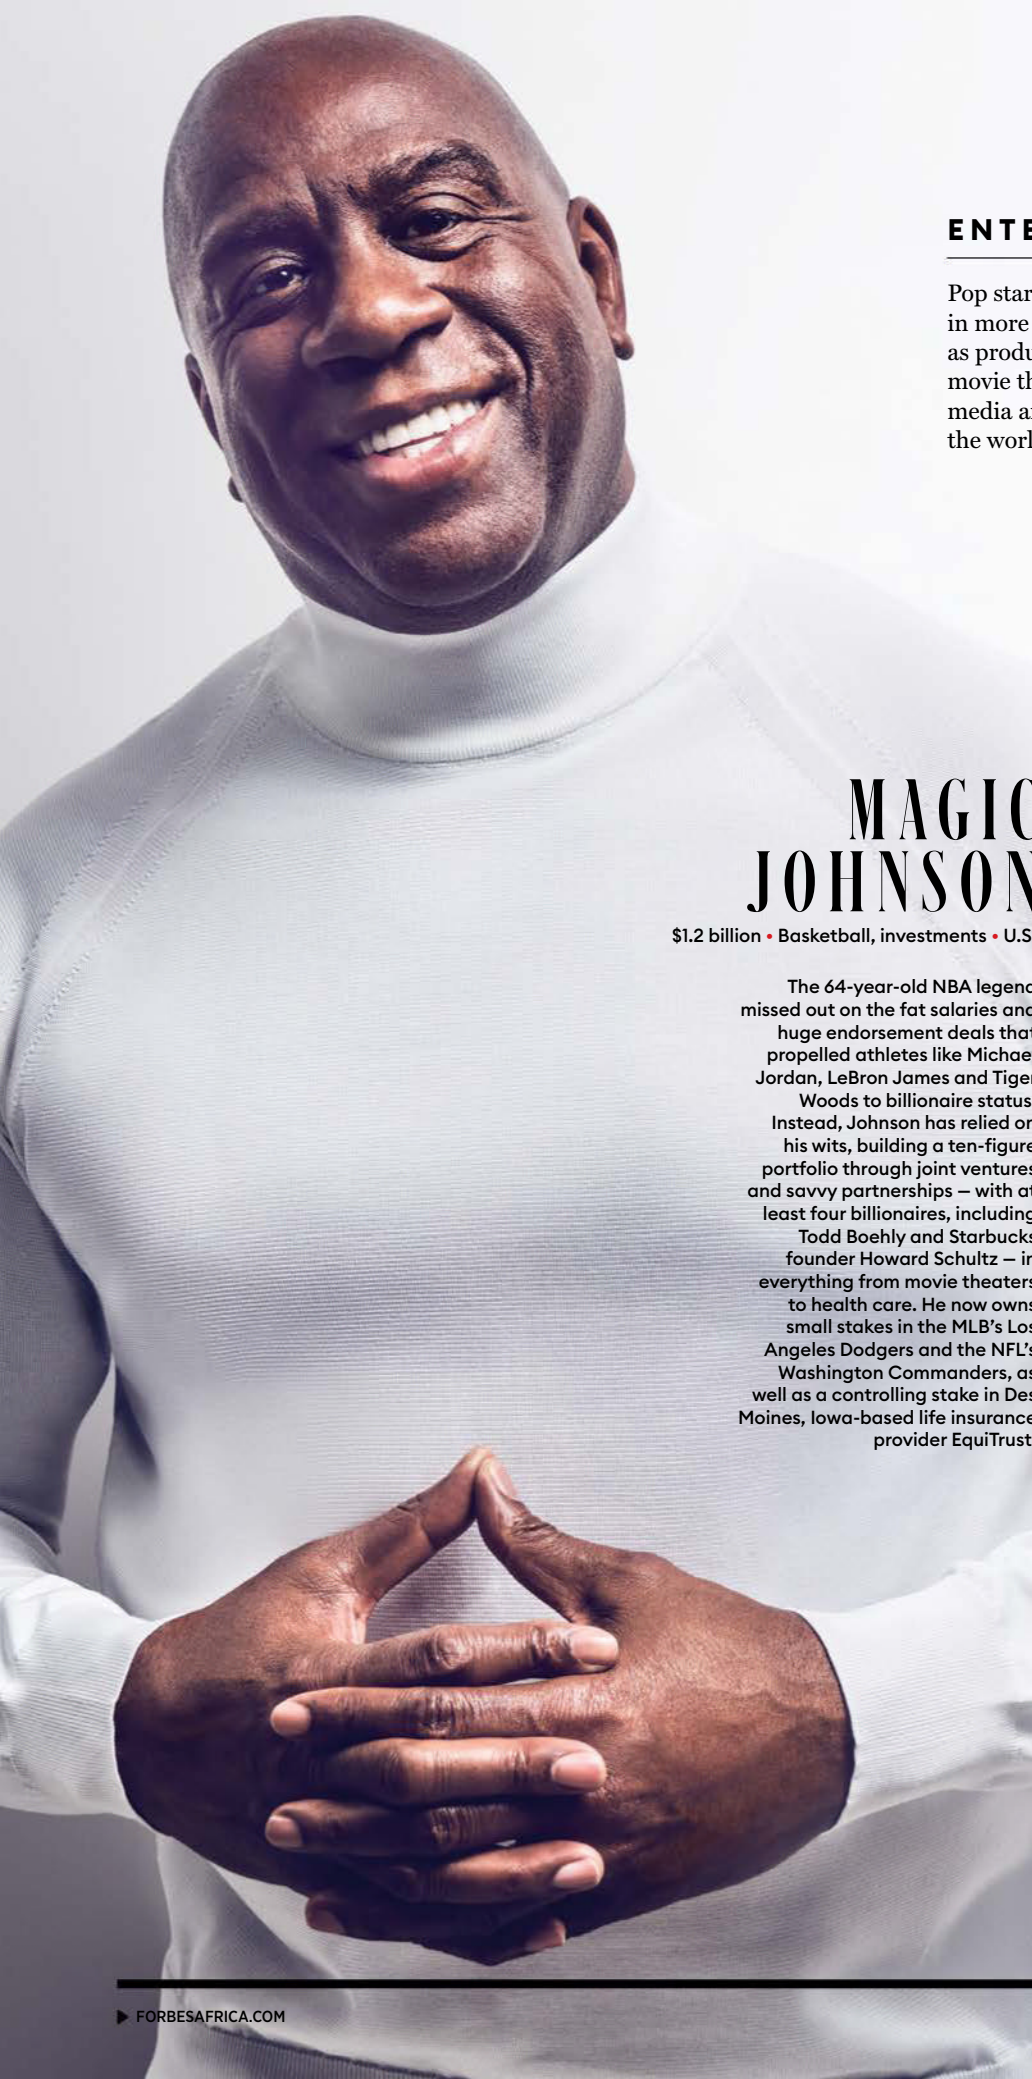 ENTE
Pop star
in more
as produ
movie th
media a
the worl
MAGIC
JOHNSON
$1.2 billion • Basketball, investments • U.S
The 64-year-old NBA legend
missed out on the fat salaries and
huge endorsement deals that
propelled athletes like Michae
Jordan, LeBron James and Tiger
Woods to billionaire status
Instead, Johnson has relied on
his wits, building a ten-figure
portfolio through joint ventures
and savvy partnerships — with at
least four billionaires, including
Todd Boehly and Starbucks
founder Howard Schultz — in
everything from movie theaters
to health care. He now owns
small stakes in the MLB’s Los
Angeles Dodgers and the NFL’s
Washington Commanders, as
well as a controlling stake in Des
Moines, Iowa-based life insurance
provider EquiTrust
FORBESAFRICA.COM